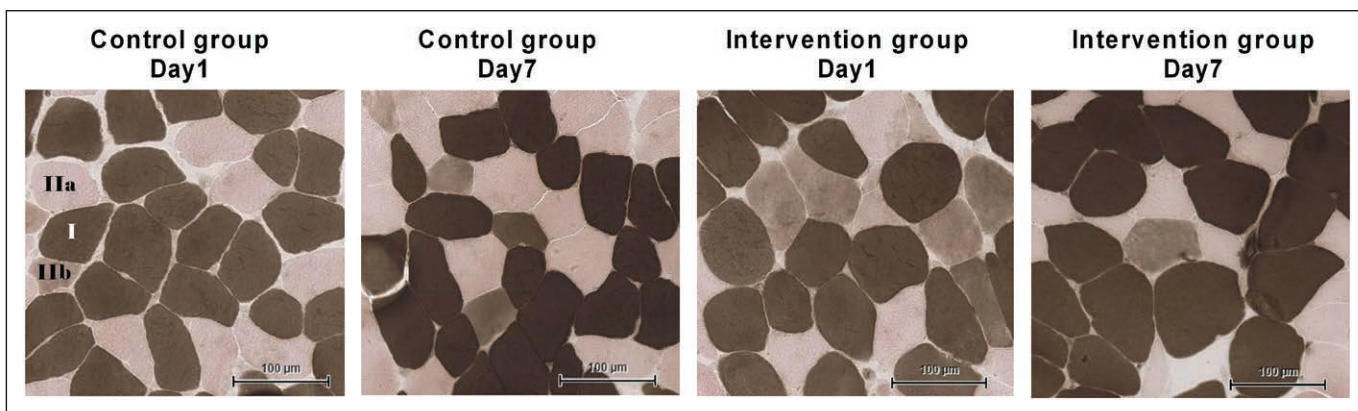 Control group
Day1
Control group
Day7
Intervention group
Day1
Intervention group
Day7
IIa
I
IIb
100 µm
100 µm
100 µm
100 µm